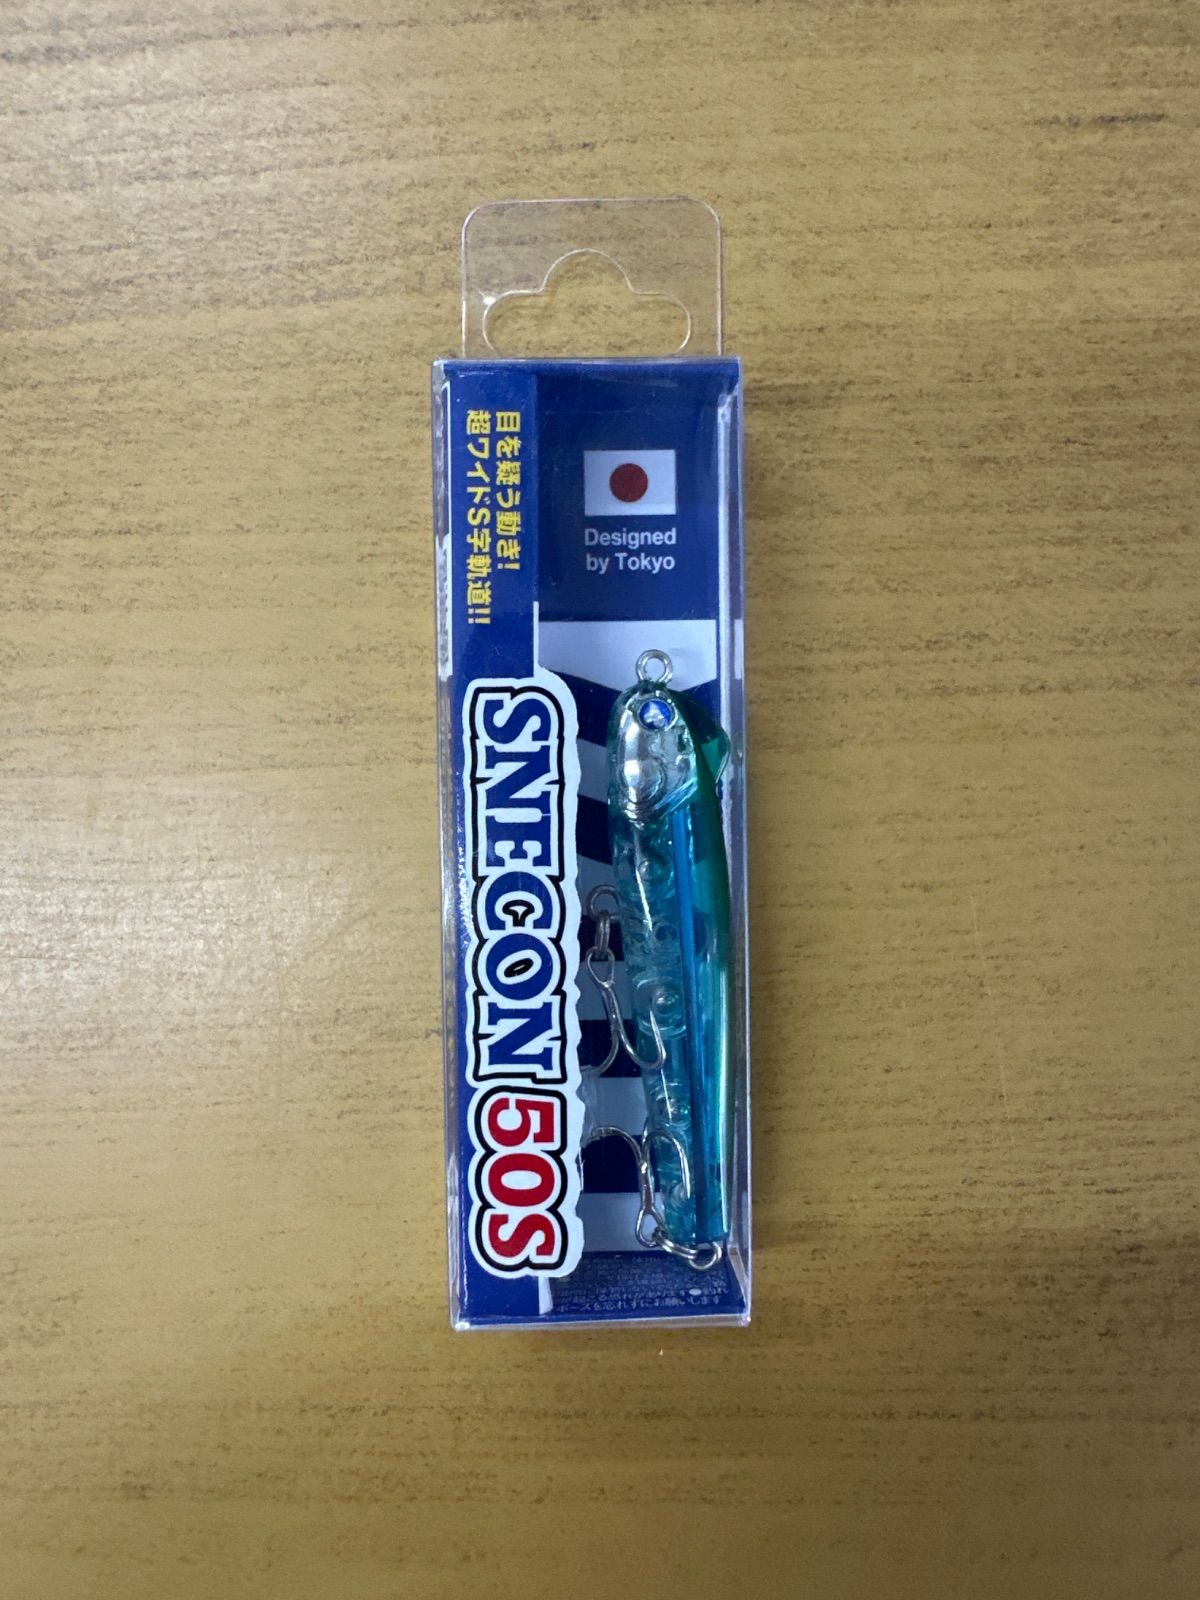 目を疑う動き!
超ワイドS字軌道!!
Designed
by Tokyo
SNECON 50S